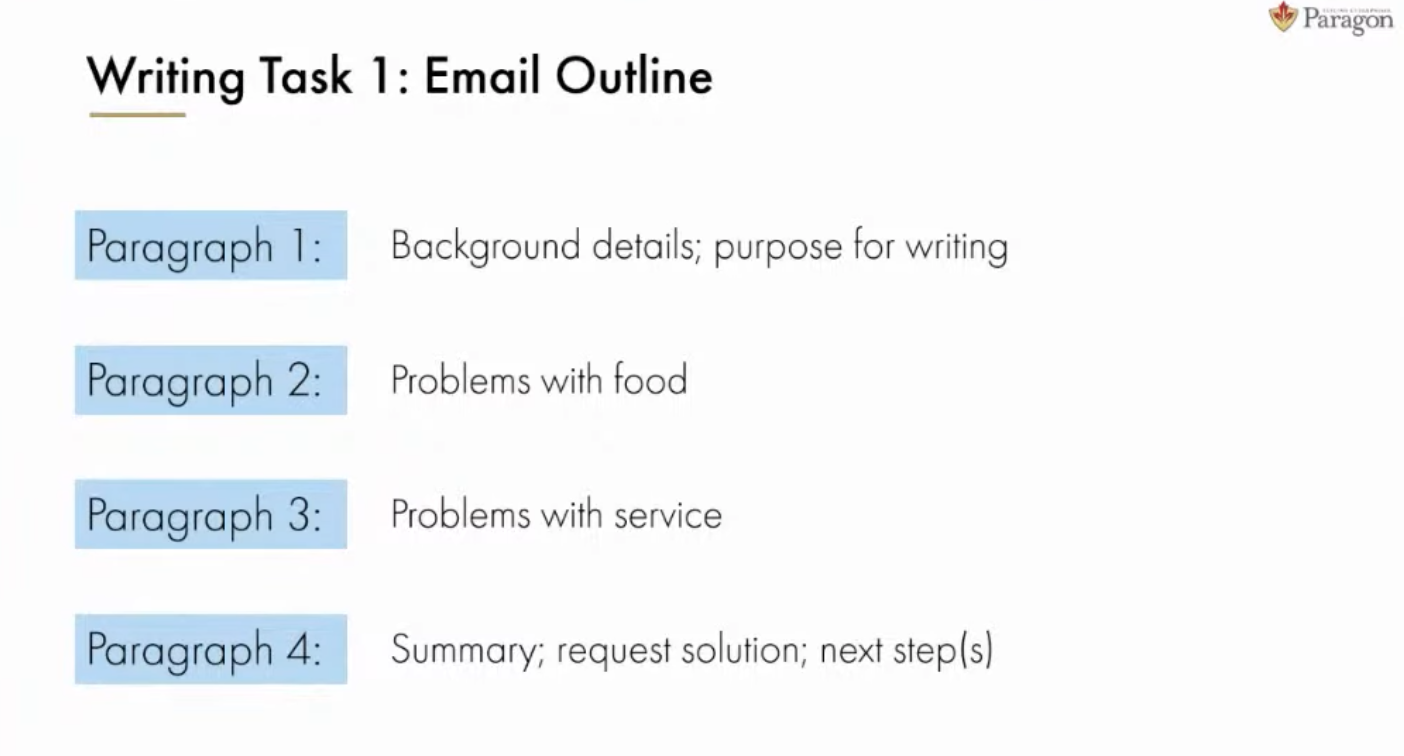 Paragon
Writing Task 1: Email Outline
Paragraph 1: Background details; purpose for writing
Paragraph 2: Problems with food
Paragraph 3: Problems with service
Paragraph 4: Summary; request solution; next step(s)